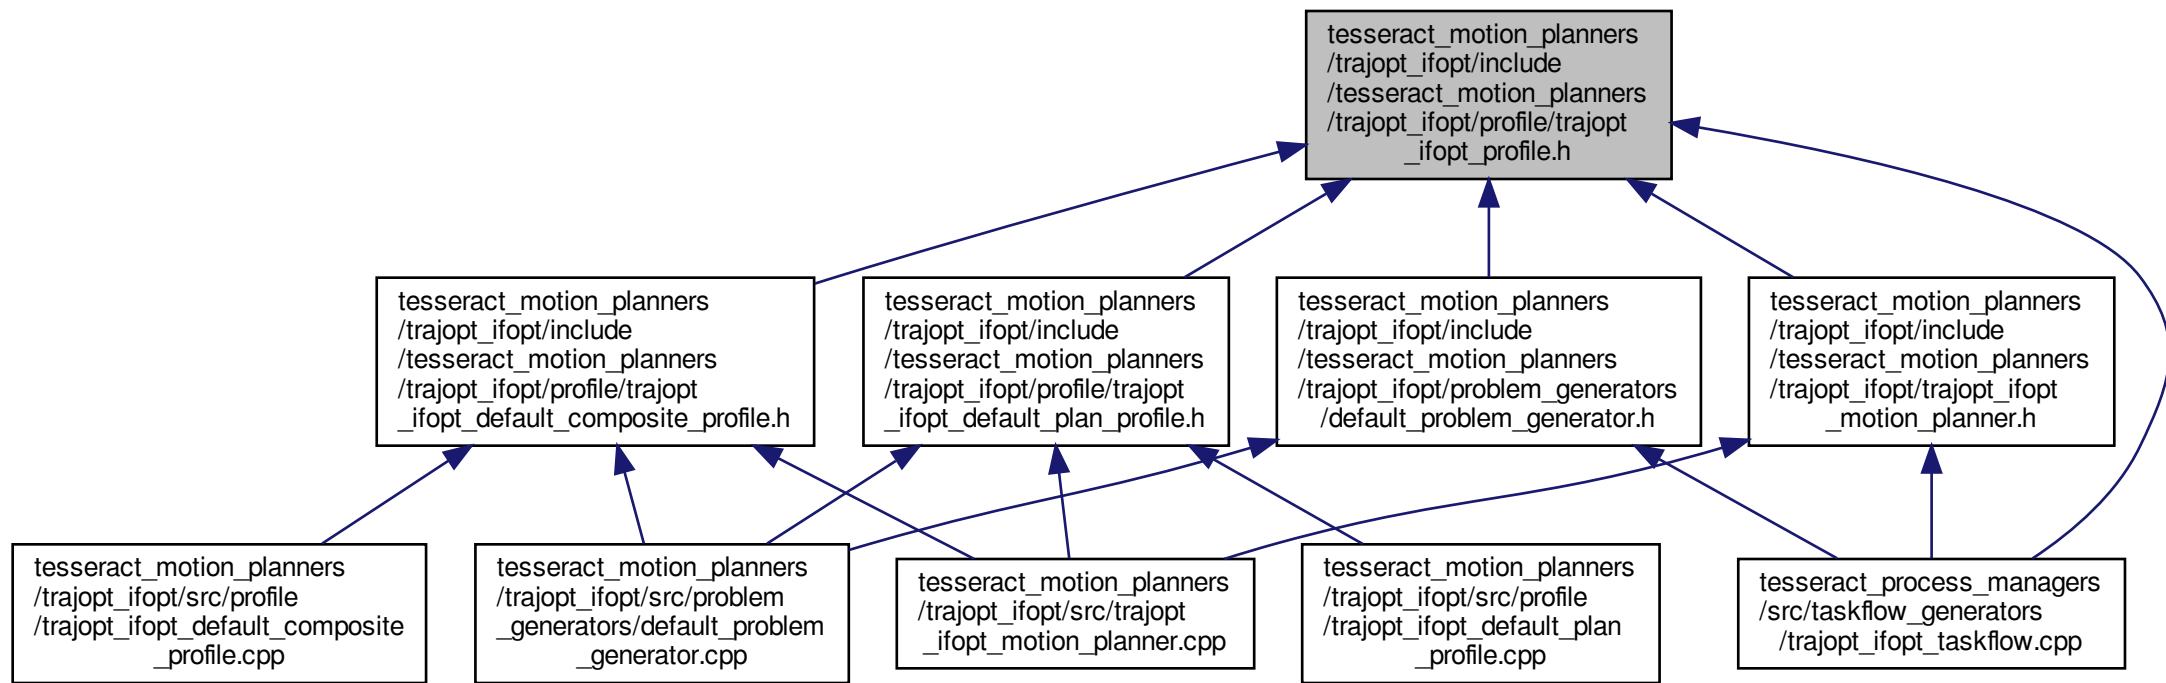 tesseract_motion_planners
/trajopt_ifopt/include
/tesseract_motion_planners
/trajopt_ifopt/profile/trajopt
_ifopt_profile.h
tesseract_motion_planners
/trajopt_ifopt/include
/tesseract_motion_planners
/trajopt_ifopt/profile/trajopt
_ifopt_default_composite_profile.h
tesseract_motion_planners
/trajopt_ifopt/include
/tesseract_motion_planners
/trajopt_ifopt/profile/trajopt
_ifopt_default_plan_profile.h
tesseract_motion_planners
/trajopt_ifopt/include
/tesseract_motion_planners
/trajopt_ifopt/problem_generators
/default_problem_generator.h
tesseract_motion_planners
/trajopt_ifopt/include
/tesseract_motion_planners
/trajopt_ifopt/trajopt_ifopt
_motion_planner.h
tesseract_motion_planners
/trajopt_ifopt/src/profile
/trajopt_ifopt_default_composite
_profile.cpp
tesseract_motion_planners
/trajopt_ifopt/src/problem
_generators/default_problem
_generator.cpp
tesseract_motion_planners
/trajopt_ifopt/src/trajopt
_ifopt_motion_planner.cpp
tesseract_motion_planners
/trajopt_ifopt/src/profile
/trajopt_ifopt_default_plan
_profile.cpp
tesseract_process_managers
/src/taskflow_generators
/trajopt_ifopt_taskflow.cpp